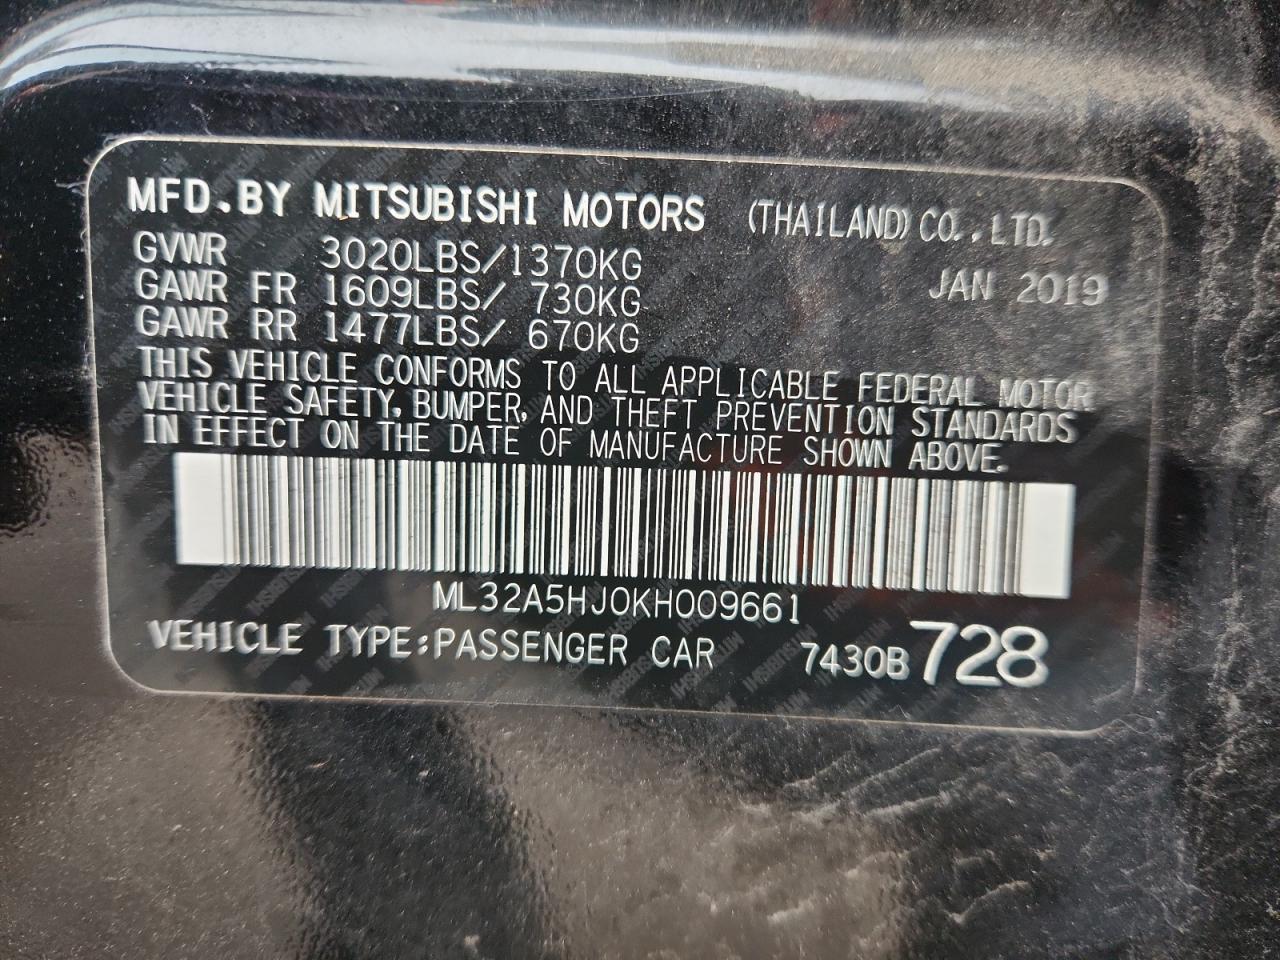 MFD.BY MITSUBISHI MOTORS (THAILAND) CO., LTD.
GVWR 3020LBS/1370KG JAN 2019
GAWR FR 1609LBS/ 730KG
GAWR RR 1477LBS/ 670KG
THIS VEHICLE CONFORMS TO ALL APPLICABLE FEDERAL MOTOR
VEHICLE SAFETY, BUMPER, AND THEFT PREVENTION STANDARDS
IN EFFECT ON THE DATE OF MANUFACTURE SHOWN ABOVE.
ML32A5HJ0KH009661
VEHICLE TYPE:PASSENGER CAR 7430B 728